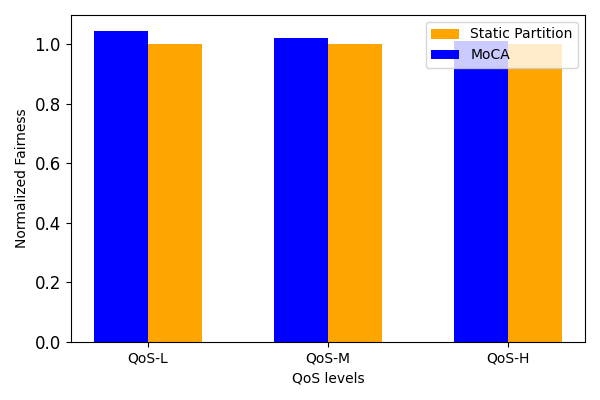 Static Partition
MoCA
Normalized Fairness
1.0
0.8
0.6
0.4
0.2
0.0
QoS-L
QoS-M
QoS-H
QoS levels